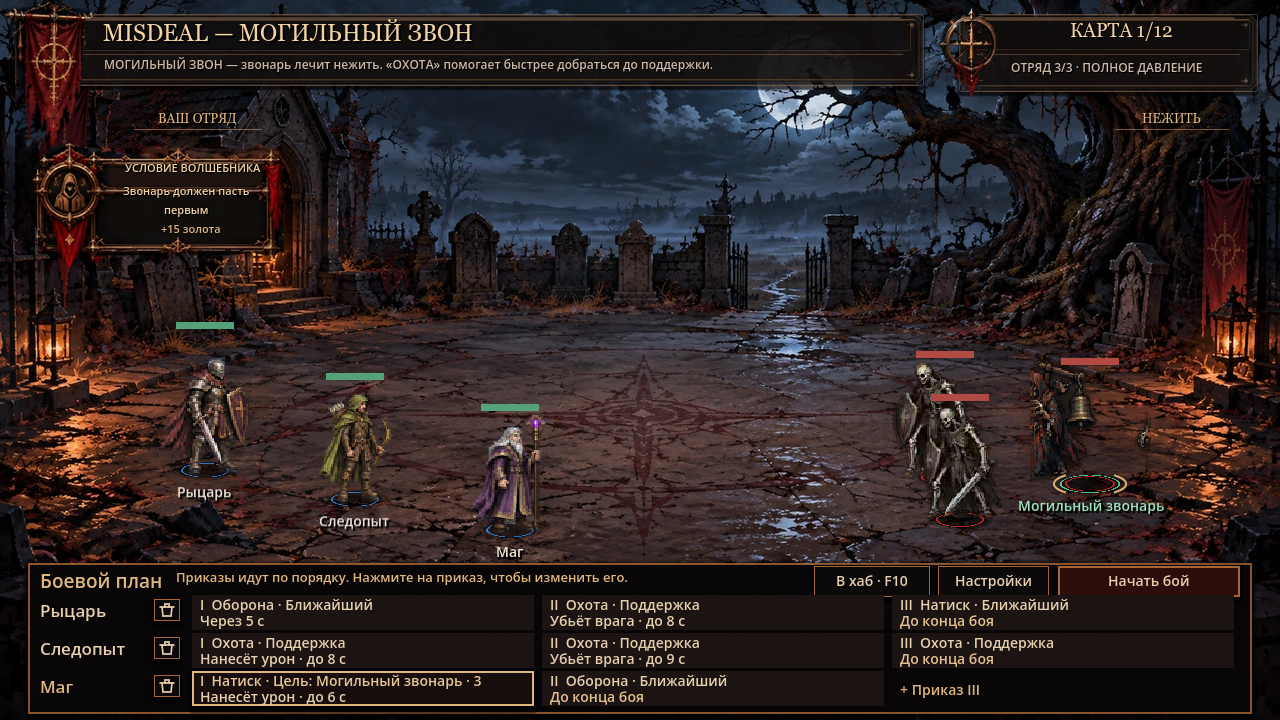 MISDEAL — МОГИЛЬНЫЙ ЗВОН
МОГИЛЬНЫЙ ЗВОН — звонарь лечит нежить. «ОХОТА» помогает быстрее добраться до поддержки.
КАРТА 1/12
ОТРЯД 3/3 · ПОЛНОЕ ДАВЛЕНИЕ
ВАШ ОТРЯД
НЕЖИТЬ
УСЛОВИЕ ВОЛШЕБНИКА
Звонарь должен пасть
первым
+15 золота
Рыцарь
Следопыт
Маг
Могильный звонарь
Боевой план
Приказы идут по порядку. Нажмите на приказ, чтобы изменить его.
В хаб · F10
Настройки
Начать бой
Рыцарь
I Оборона · Ближайший
Через 5 с
II Охота · Поддержка
Убьёт врага · до 8 с
III Натиск · Ближайший
До конца боя
Следопыт
I Охота · Поддержка
Нанесёт урон · до 8 с
II Охота · Поддержка
Убьёт врага · до 9 с
III Охота · Поддержка
До конца боя
Маг
I Натиск · Цель: Могильный звонарь · 3
Нанесёт урон · до 6 с
II Оборона · Ближайший
До конца боя
+ Приказ III